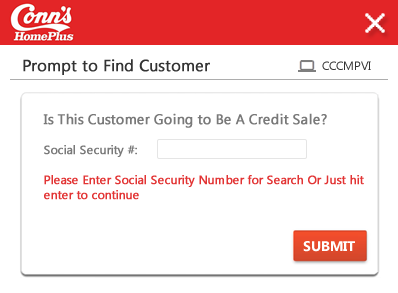 Conn's
HomePlus
Prompt to Find Customer
CCCMPVI
Is This Customer Going to Be A Credit Sale?
Social Security #:
Please Enter Social Security Number for Search Or Just hit
enter to continue
SUBMIT